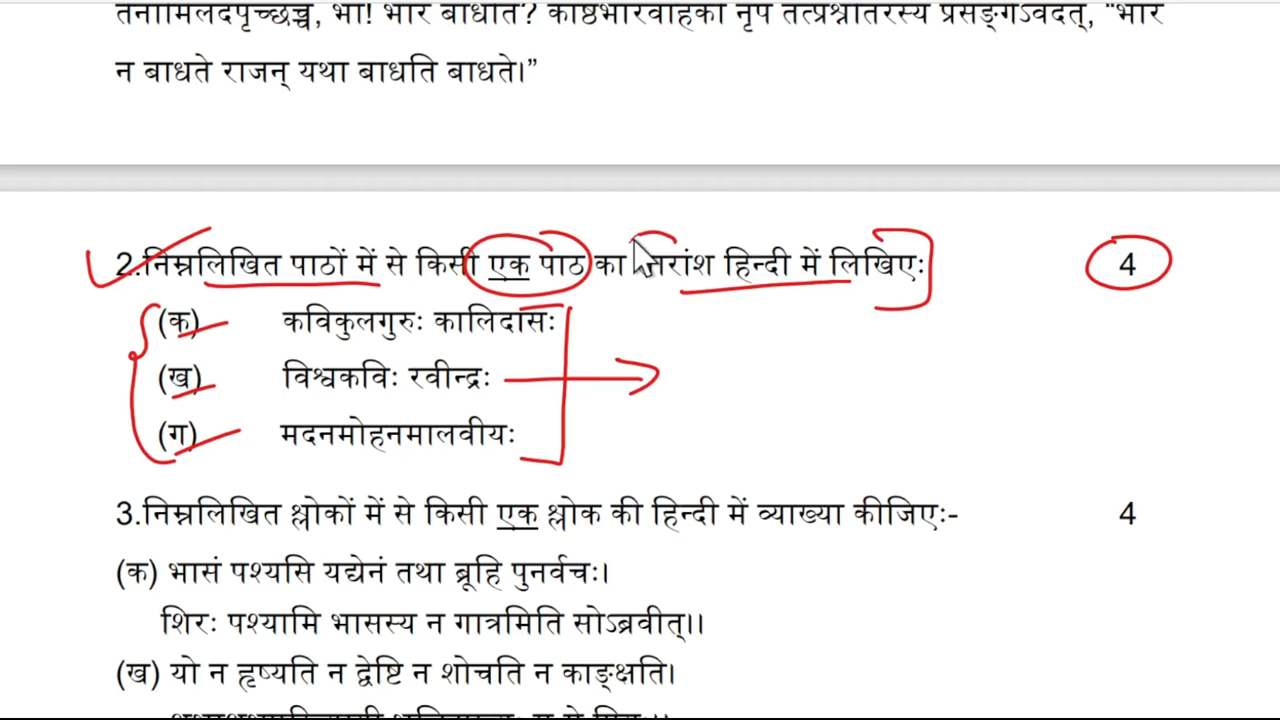 न बाधते राजन् यथा बाधति बाधते।”
2.निम्नलिखित पाठों में से किसी एक पाठ का हिन्दी में लिखिए:
4
(क) कविकुलगुरुः कालिदासः
(ख) विश्वकविः रवीन्द्रः
(ग) मदनमोहनमालवीयः
3.निम्नलिखित श्लोकों में से किसी एक श्लोक की हिन्दी में व्याख्या कीजिए:-
4
(क) भासं पश्यसि यद्येनं तथा ब्रूहि पुनर्वचः।
शिरः पश्यामि भासस्य न गात्रमिति सोऽब्रवीत्।।
(ख) यो न हृष्यति न द्वेष्टि न शोचति न काङ्क्षति।